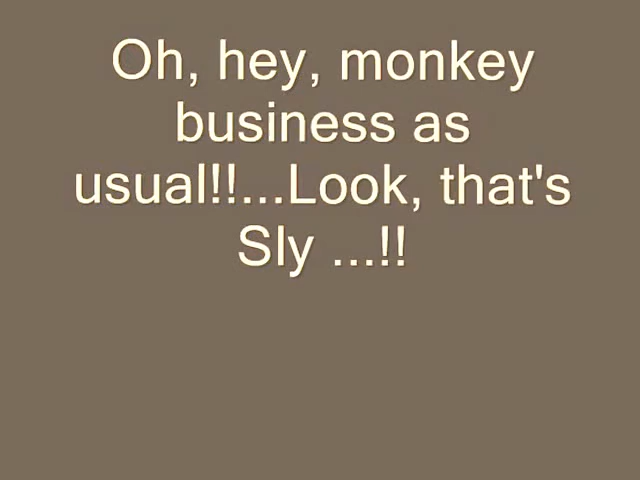 Oh, hey, monkey
business as
usual!!...Look, that's
Sly ...!!